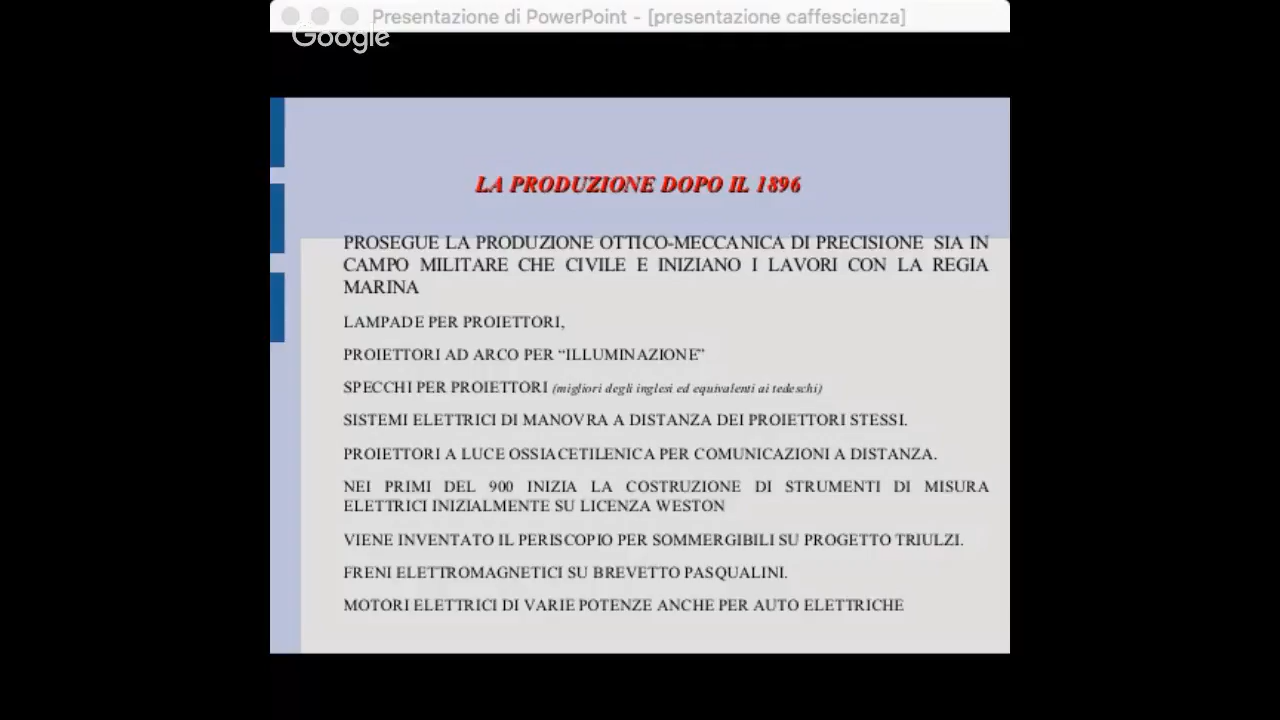 Presentazione di PowerPoint - [presentazione caffescienza]
Google
LA PRODUZIONE DOPO IL 1896
PROSEGUE LA PRODUZIONE OTTICO-MECCANICA DI PRECISIONE SIA IN
CAMPO MILITARE CHE CIVILE E INIZIANO I LAVORI CON LA REGIA
MARINA
LAMPADE PER PROIETTORI,
PROIETTORI AD ARCO PER “ILLUMINAZIONE”
SPECCHI PER PROIETTORI (migliori degli inglesi ed equivalenti ai tedeschi)
SISTEMI ELETTRICI DI MANOVRA A DISTANZA DEI PROIETTORI STESSI.
PROIETTORI A LUCE OSSIACETILENICA PER COMUNICAZIONI A DISTANZA.
NEI PRIMI DEL 900 INIZIA LA COSTRUZIONE DI STRUMENTI DI MISURA
ELETTRICI INIZIALMENTE SU LICENZA WESTON
VIENE INVENTATO IL PERISCOPIO PER SOMMERGIBILI SU PROGETTO TRIULZI.
FRENI ELETTROMAGNETICI SU BREVETTO PASQUALINI.
MOTORI ELETTRICI DI VARIE POTENZE ANCHE PER AUTO ELETTRICHE